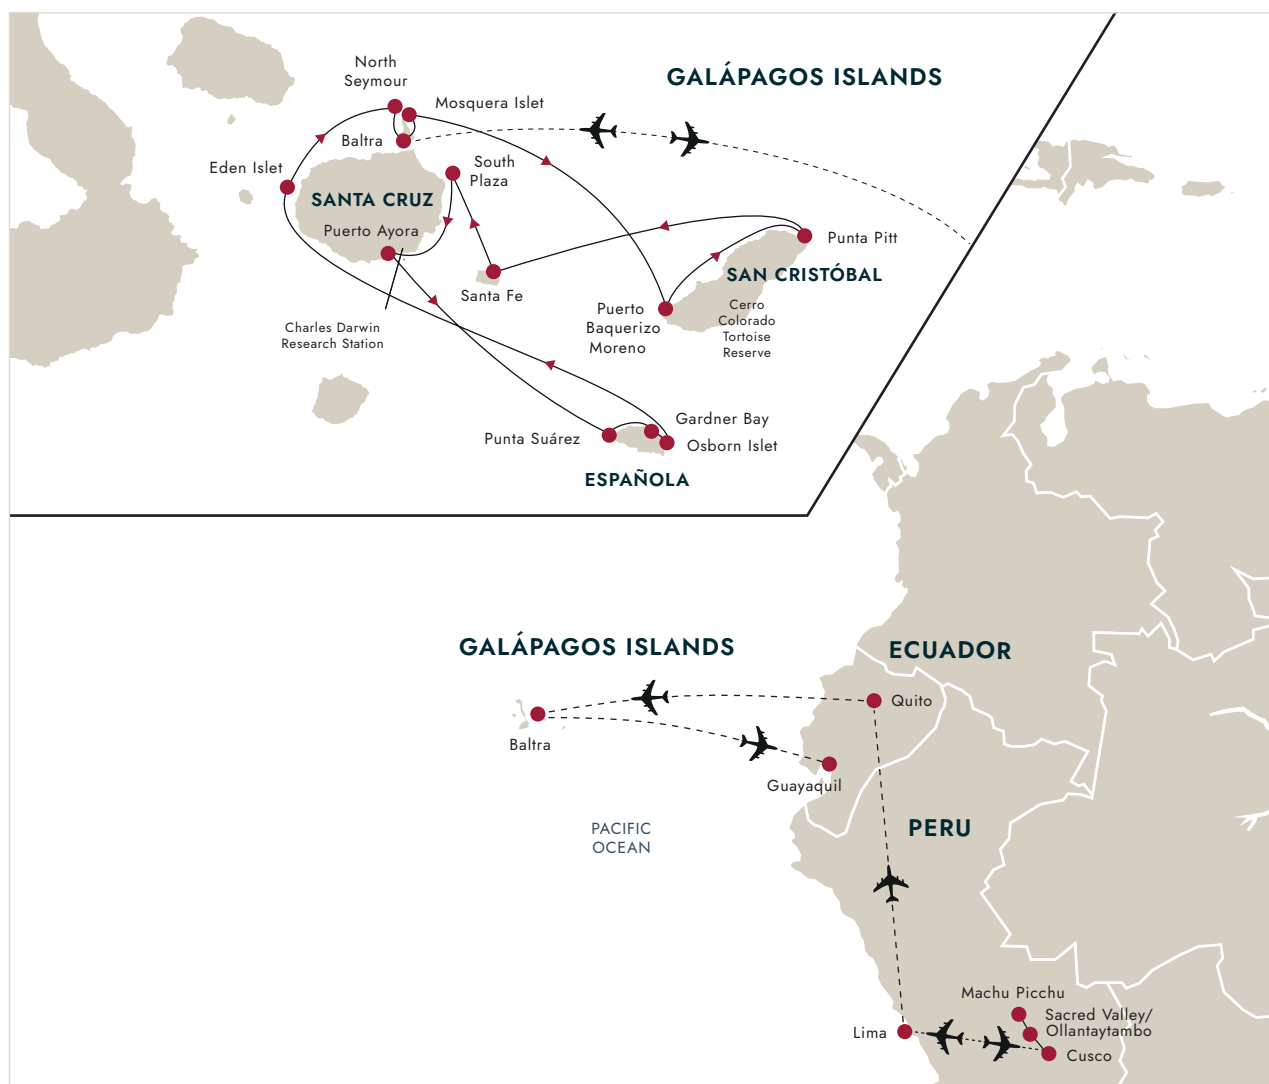 North
Seymour
GALÁPAGOS ISLANDS
Mosquera Islet
Baltra
South
Plaza
Eden Islet
SANTA CRUZ
Puerto Ayora
Punta Pitt
SAN CRISTÓBAL
Santa Fe
Puerto
Baquerizo
Moreno
Cerro
Colorado
Tortoise
Reserve
Charles Darwin
Research Station
Gardner Bay
Punta Suárez
Osborn Islet
ESPAÑOLA
GALÁPAGOS ISLANDS
ECUADOR
Quito
Baltra
Guayaquil
PACIFIC
OCEAN
PERU
Machu Picchu
Sacred Valley/
Ollantaytambo
Lima
Cusco